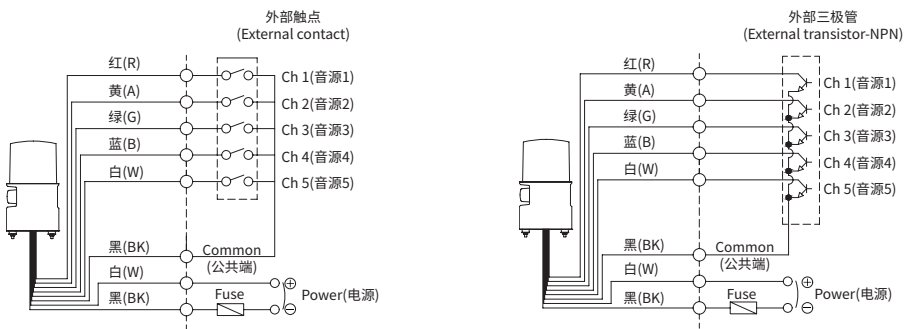 外部触点
(External contact)
红(R)
黄(A)
绿(G)
蓝(B)
白(W)
Ch 1(音源1)
Ch 2(音源2)
Ch 3(音源3)
Ch 4(音源4)
Ch 5(音源5)
黑(BK)
Common
(公共端)
白(W)
黑(BK)
Fuse
Power(电源)
外部三极管
(External transistor-NPN)
红(R)
黄(A)
绿(G)
蓝(B)
白(W)
Ch 1(音源1)
Ch 2(音源2)
Ch 3(音源3)
Ch 4(音源4)
Ch 5(音源5)
黑(BK)
Common
(公共端)
白(W)
黑(BK)
Fuse
Power(电源)